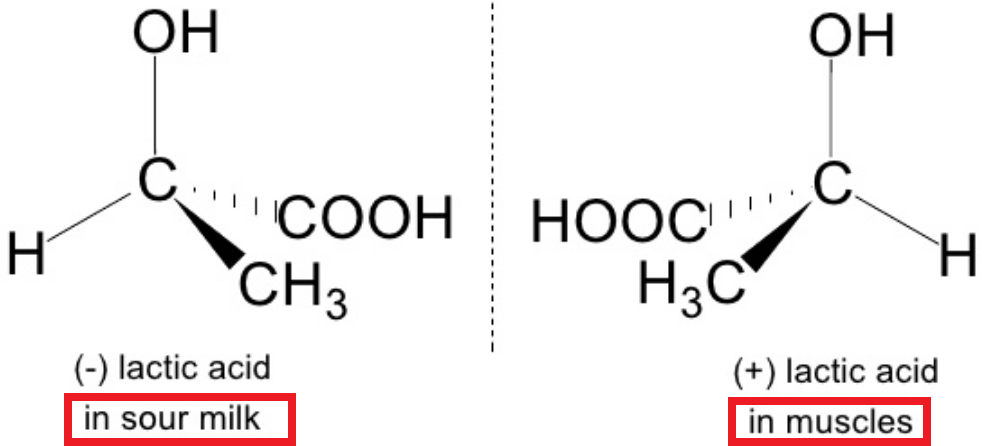 OH
OH
C
C
COOH
HOOC
H
H
CH3
H3C
(-) lactic acid
(+) lactic acid
in sour milk
in muscles